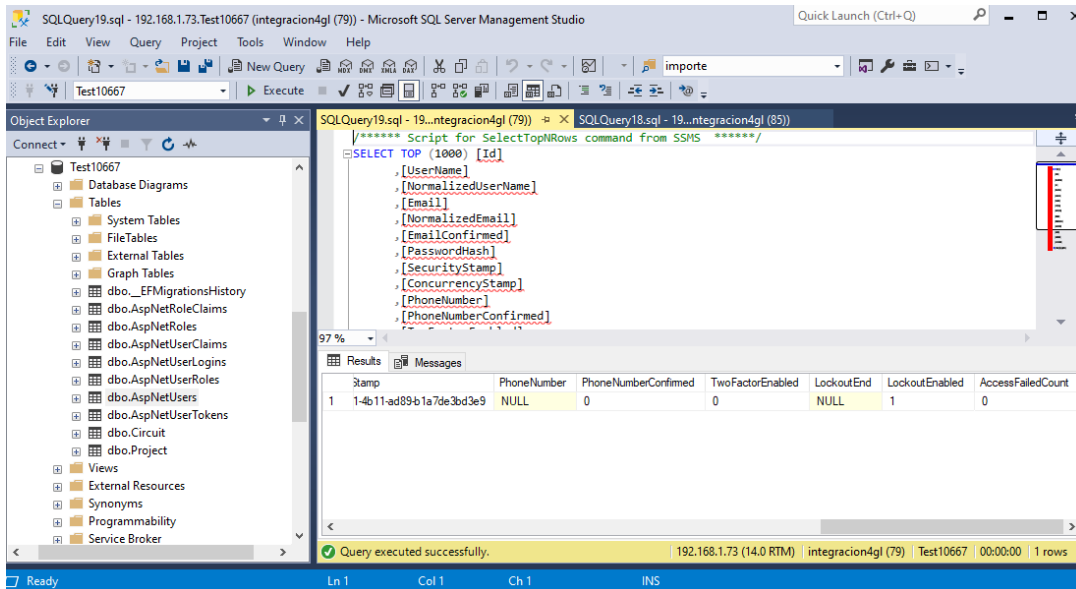 SQLQuery19.sql - 192.168.1.73.Test10667 (integracion4gl (79)) - Microsoft SQL Server Management Studio
Quick Launch (Ctrl+Q)
File Edit View Query Project Tools Window Help
New Query MDX DMX XMLA DAX importe
Test10667 Execute
Object Explorer
Connect
Test10667
Database Diagrams
Tables
System Tables
FileTables
External Tables
Graph Tables
dbo.__EFMigrationsHistory
dbo.AspNetRoleClaims
dbo.AspNetRoles
dbo.AspNetUserClaims
dbo.AspNetUserLogins
dbo.AspNetUserRoles
dbo.AspNetUsers
dbo.AspNetUserTokens
dbo.Circuit
dbo.Project
Views
External Resources
Synonyms
Programmability
Service Broker
SQLQuery19.sql - 19...ntegracion4gl (79)) SQLQuery18.sql - 19...ntegracion4gl (85))
/****** Script for SelectTopNRows command from SSMS ******/
SELECT TOP (1000) [Id]
,[UserName]
,[NormalizedUserName]
,[Email]
,[NormalizedEmail]
,[EmailConfirmed]
,[PasswordHash]
,[SecurityStamp]
,[ConcurrencyStamp]
,[PhoneNumber]
,[PhoneNumberConfirmed]
97 %
Results Messages
Stamp PhoneNumber PhoneNumberConfirmed TwoFactorEnabled LockoutEnd LockoutEnabled AccessFailedCount
1 1-4b11-ad89-b1a7de3bd3e9 NULL 0 0 NULL 1 0
Query executed successfully. 192.168.1.73 (14.0 RTM) integracion4gl (79) Test10667 00:00:00 1 rows
Ready Ln 1 Col 1 Ch 1 INS